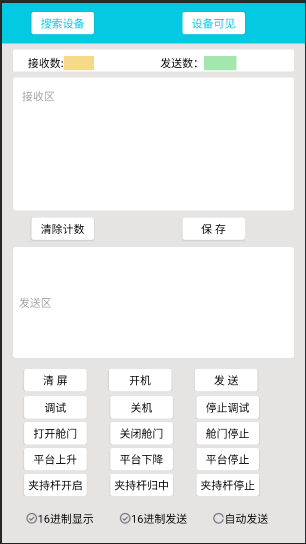 搜索设备 设备可见
接收数: 发送数:
接收区
清除计数 保 存
发送区
清 屏 开机 发 送
调试 关机 停止调试
打开舱门 关闭舱门 舱门停止
平台上升 平台下降 平台停止
夹持杆开启 夹持杆归中 夹持杆停止
16进制显示 16进制发送 自动发送